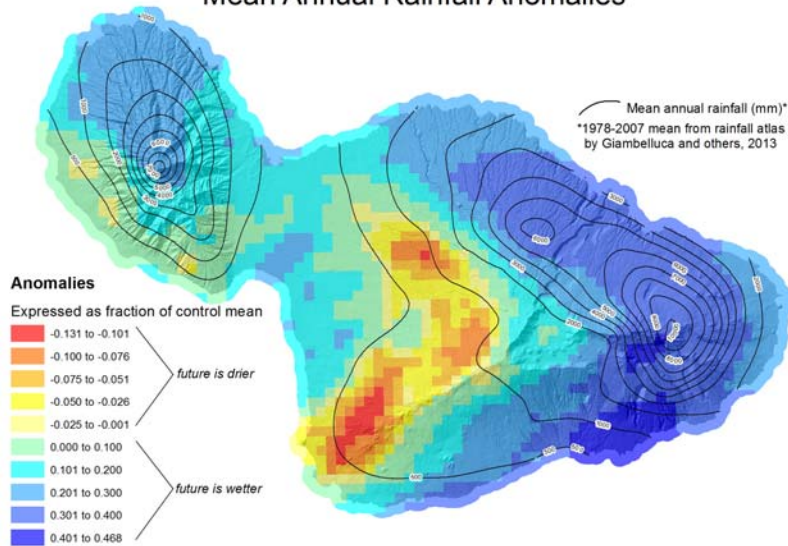 Mean Annual Rainfall Anomalies
Mean annual rainfall (mm)*
*1978-2007 mean from rainfall atlas
by Giambelluca and others, 2013
Anomalies
Expressed as fraction of control mean
-0.131 to -0.101
-0.100 to -0.076
-0.075 to -0.051
-0.050 to -0.026
-0.025 to -0.001
future is drier
0.000 to 0.100
0.101 to 0.200
0.201 to 0.300
0.301 to 0.400
0.401 to 0.468
future is wetter
500
500
1000
2000